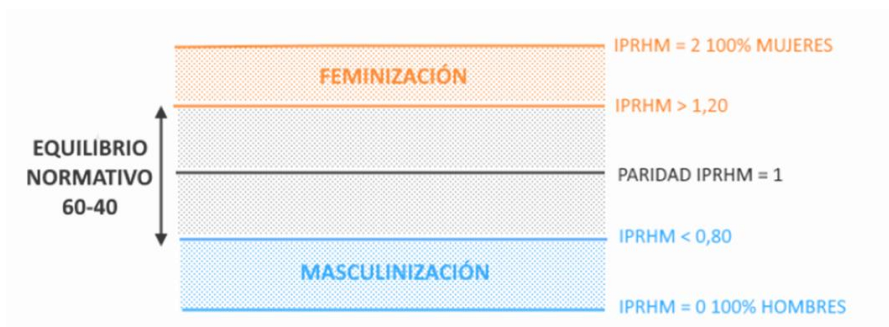 IPRHM = 2 100% MUJERES
FEMINIZACIÓN
IPRHM > 1,20
EQUILIBRIO
NORMATIVO
60-40
PARIDAD IPRHM = 1
IPRHM < 0,80
MASCULINIZACIÓN
IPRHM = 0 100% HOMBRES